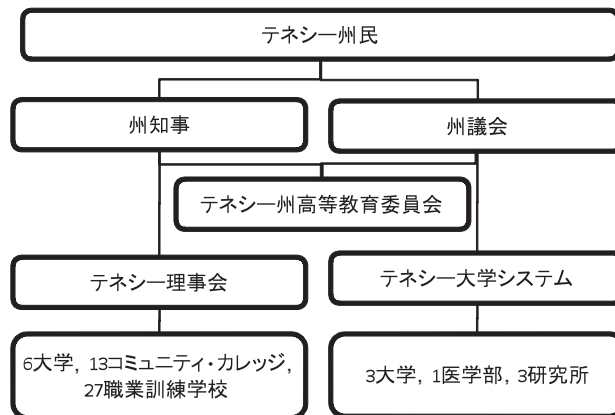 テネシー州民
州知事
州議会
テネシー州高等教育委員会
テネシー理事会
テネシー大学システム
6大学, 13コミュニティ・カレッジ,
27職業訓練学校
3大学, 1医学部, 3研究所